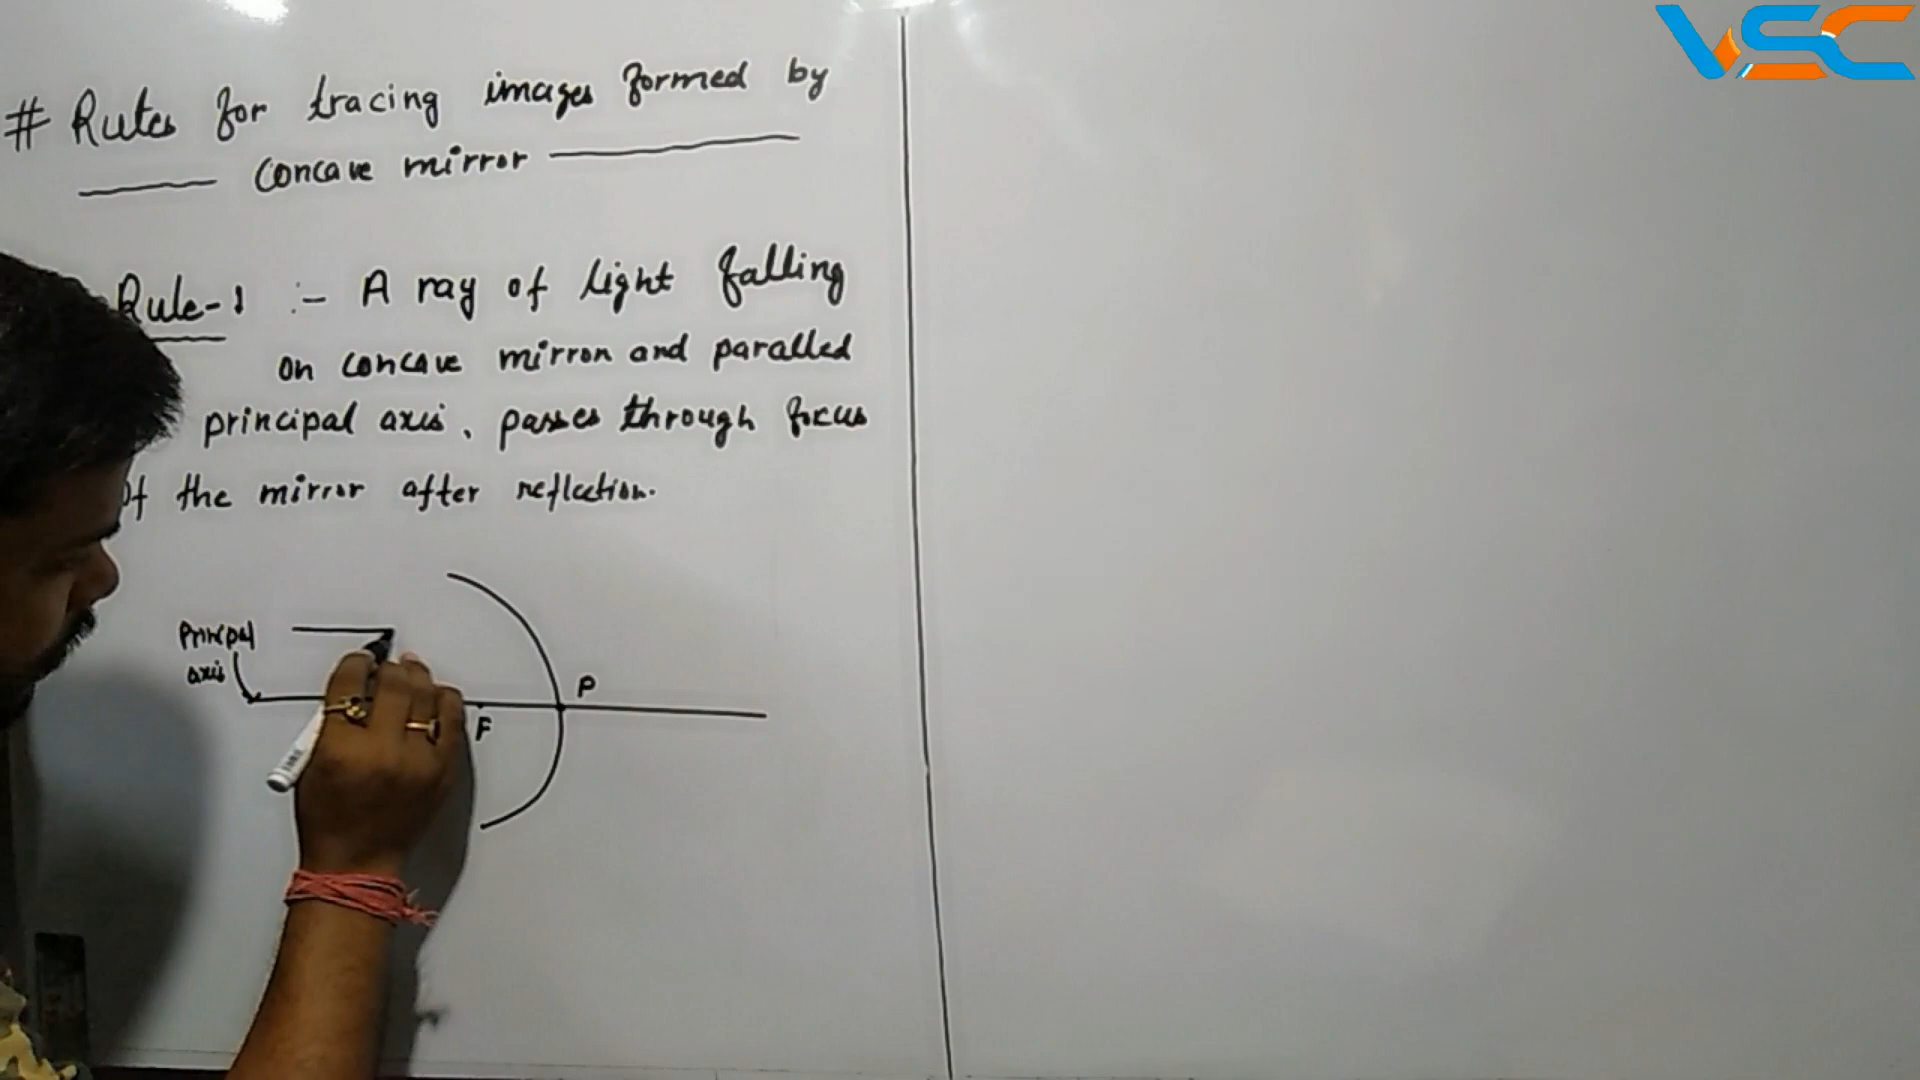 # Rules for tracing images formed by
concave mirror
Rule-1 :- A ray of light falling
on concave mirron and paralled
principal axis, passes through focus
of the mirror after reflection.
Principal
axis
P
F
VSC